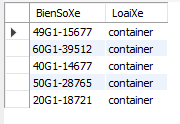 BienSoXe LoaiXe
49G1-15677 container
60G1-39512 container
40G1-14677 container
50G1-28765 container
20G1-18721 container